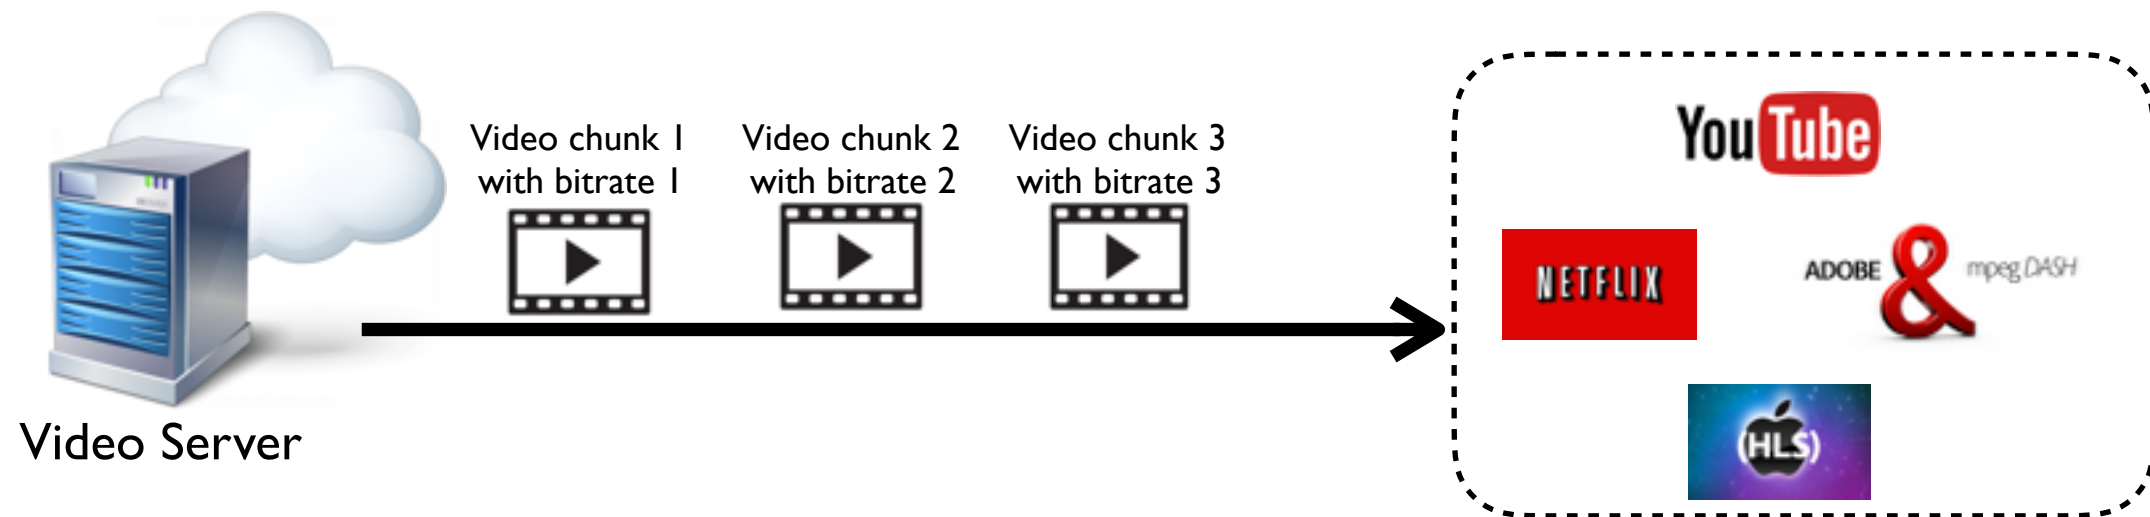 Video chunk 1
with bitrate 1
Video chunk 2
with bitrate 2
Video chunk 3
with bitrate 3
Video Server
YouTube
NETFLIX
ADOBE & mpeg DASH
(HLS)